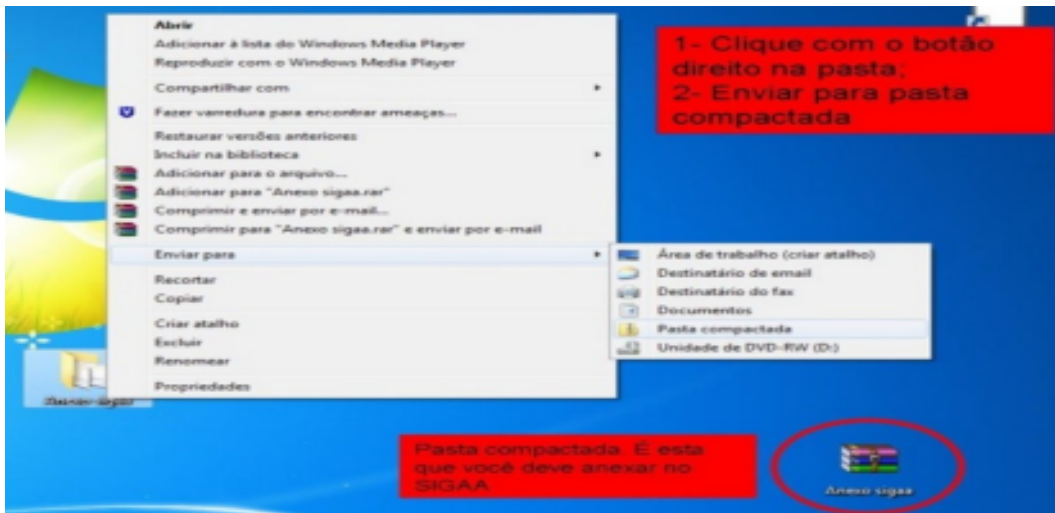 Abrir
Adicionar à lista do Windows Media Player
Reproduzir com o Windows Media Player
Compartilhar com
Fazer varredura para encontrar ameaças...
Restaurar versões anteriores
Incluir na biblioteca
Adicionar para o arquivo...
Adicionar para "Anexo sigaa.rar"
Comprimir e enviar por e-mail...
Comprimir para "Anexo sigaa.rar" e enviar por e-mail
Enviar para
Recortar
Copiar
Criar atalho
Excluir
Renomear
Propriedades
Área de trabalho (criar atalho)
Destinatário de email
Destinatário do fax
Documentos
Pasta compactada
Unidade de DVD-RW (D:)
1- Clique com o botão
direito na pasta;
2- Enviar para pasta
compactada
Anexo sigaa
Pasta compactada. É esta
que você deve anexar no
SIGAA
Anexo sigaa